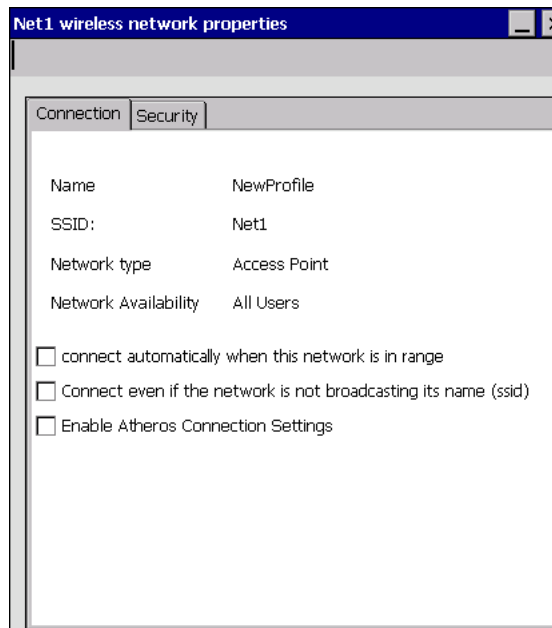 Net1 wireless network properties
Connection Security
Name NewProfile
SSID: Net1
Network type Access Point
Network Availability All Users
connect automatically when this network is in range
Connect even if the network is not broadcasting its name (ssid)
Enable Atheros Connection Settings